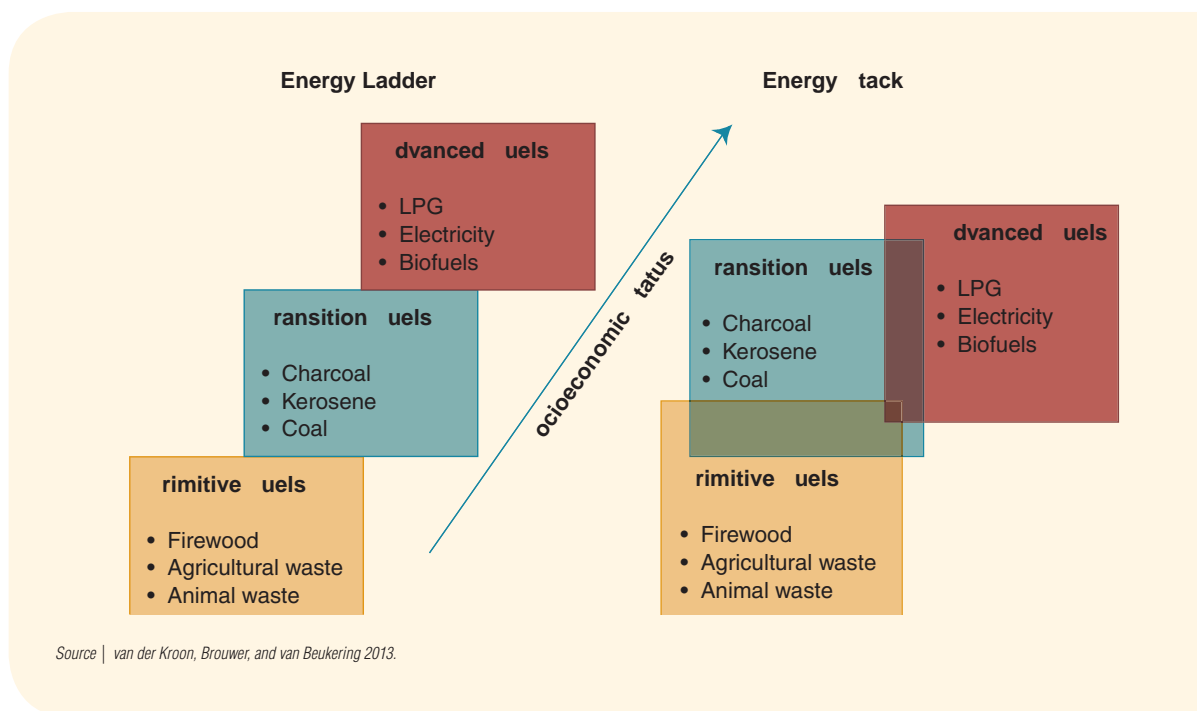 Energy Ladder
dvanced uels
• LPG
• Electricity
• Biofuels
ransition uels
• Charcoal
• Kerosene
• Coal
rimitive uels
• Firewood
• Agricultural waste
• Animal waste
ocioeconomic tatus
Energy tack
dvanced uels
• LPG
• Electricity
• Biofuels
ransition uels
• Charcoal
• Kerosene
• Coal
rimitive uels
• Firewood
• Agricultural waste
• Animal waste
Source | van der Kroon, Brouwer, and van Beukering 2013.